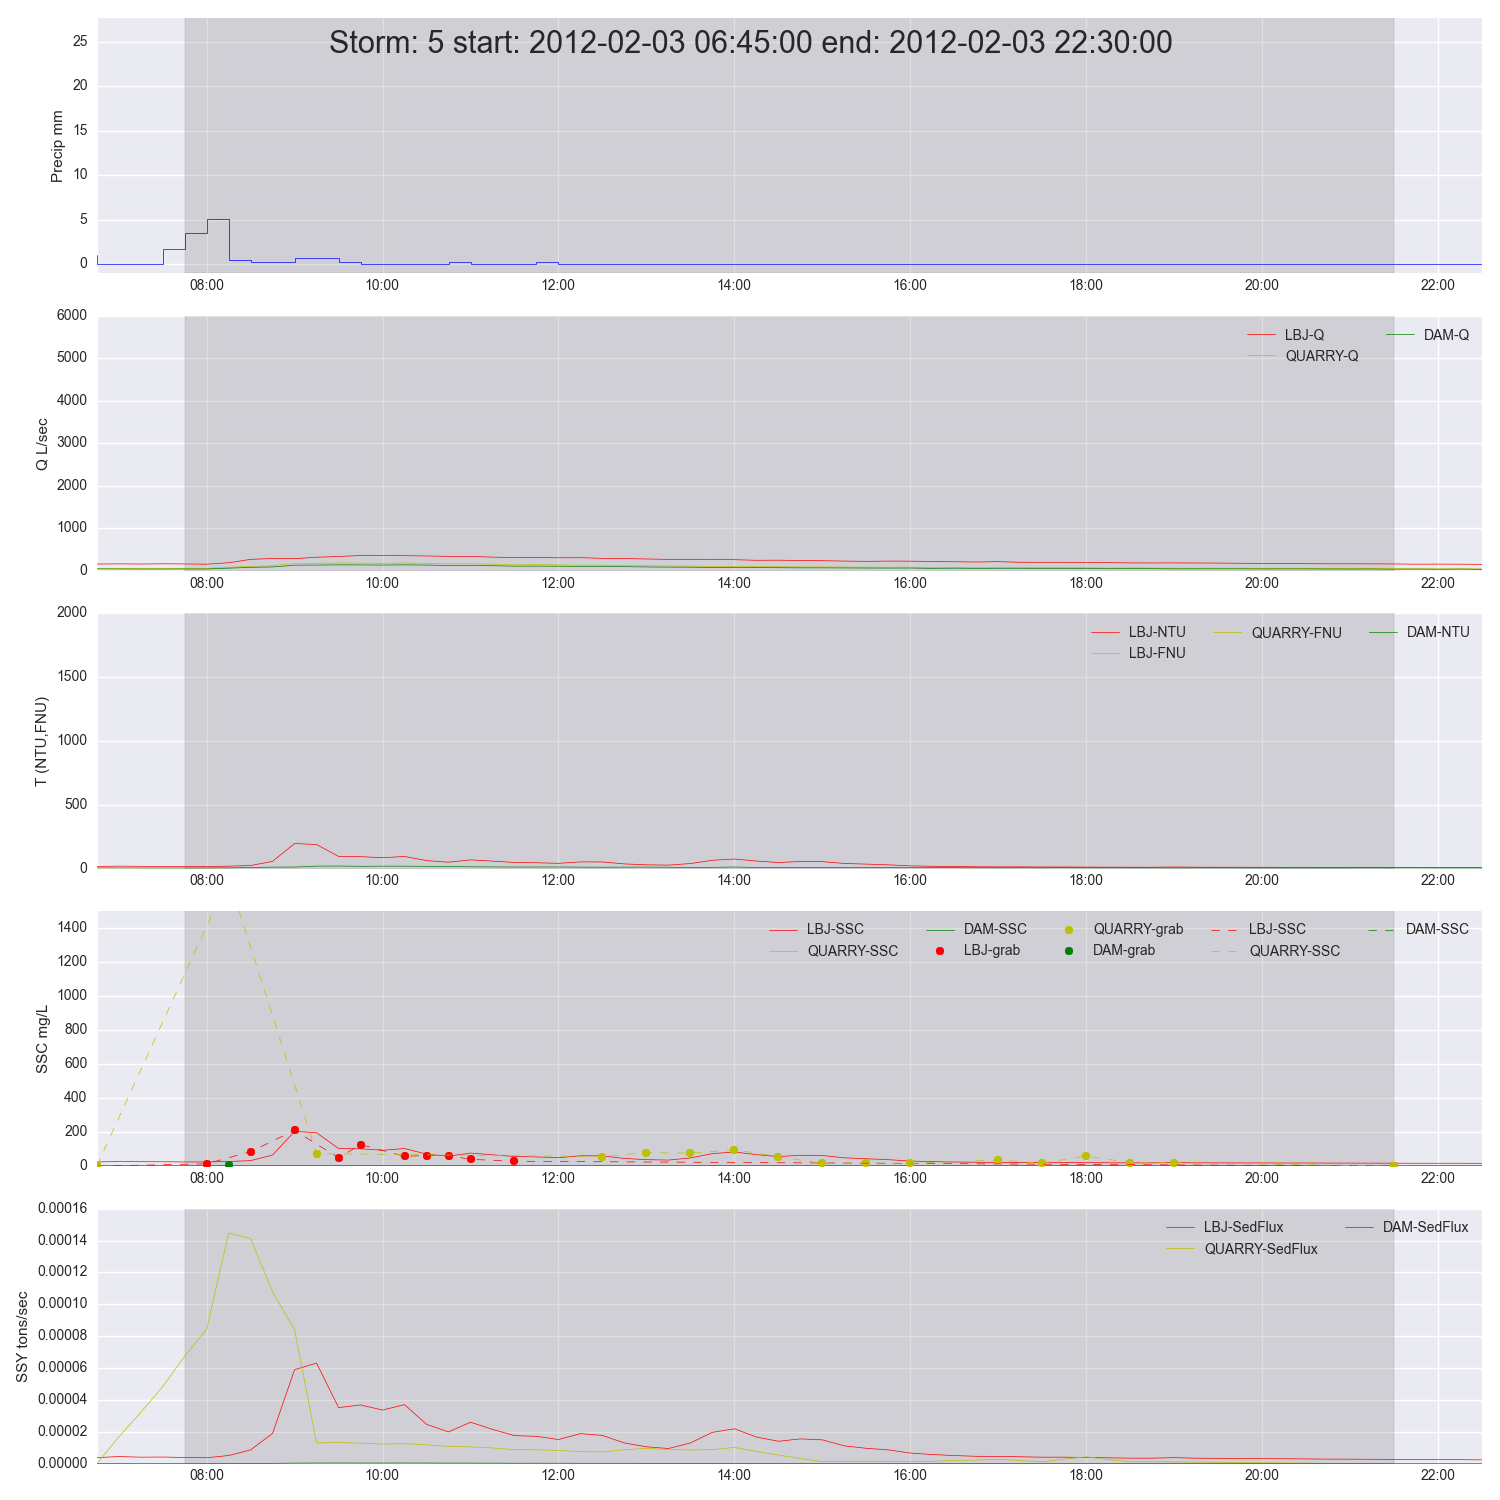 Storm: 5 start: 2012-02-03 06:45:00 end: 2012-02-03 22:30:00
25
20
15
10
5
0
Precip mm
08:00 10:00 12:00 14:00 16:00 18:00 20:00 22:00
6000
5000
4000
3000
2000
1000
0
Q L/sec
LBJ-Q DAM-Q
QUARRY-Q
08:00 10:00 12:00 14:00 16:00 18:00 20:00 22:00
2000
1500
1000
500
0
T (NTU,FNU)
LBJ-NTU QUARRY-FNU DAM-NTU
LBJ-FNU
08:00 10:00 12:00 14:00 16:00 18:00 20:00 22:00
1400
1200
1000
800
600
400
200
0
SSC mg/L
LBJ-SSC DAM-SSC QUARRY-grab LBJ-SSC DAM-SSC
QUARRY-SSC LBJ-grab DAM-grab QUARRY-SSC
08:00 10:00 12:00 14:00 16:00 18:00 20:00 22:00
0.00016
0.00014
0.00012
0.00010
0.00008
0.00006
0.00004
0.00002
0.00000
SSY tons/sec
LBJ-SedFlux DAM-SedFlux
QUARRY-SedFlux
08:00 10:00 12:00 14:00 16:00 18:00 20:00 22:00